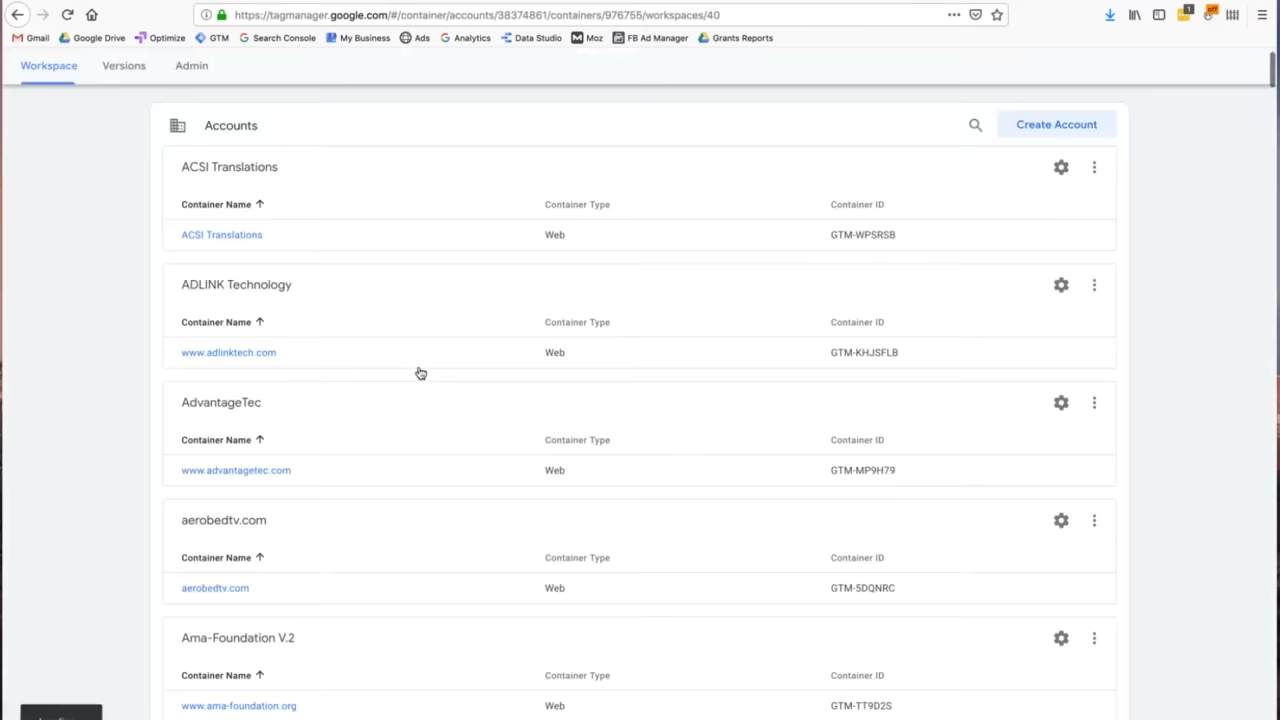 https://tagmanager.google.com/#/container/accounts/38374861/containers/976755/workspaces/40
1
off
Gmail Google Drive Optimize GTM Search Console My Business Ads Analytics Data Studio Moz FB Ad Manager Grants Reports
Workspace Versions Admin
Accounts Create Account
ACSI Translations
Container Name Container Type Container ID
ACSI Translations Web GTM-WPSRSB
ADLINK Technology
Container Name Container Type Container ID
www.adlinktech.com Web GTM-KHJSFLB
AdvantageTec
Container Name Container Type Container ID
www.advantagetec.com Web GTM-MP9H79
aerobedtv.com
Container Name Container Type Container ID
aerobedtv.com Web GTM-5DQNRC
Ama-Foundation V.2
Container Name Container Type Container ID
www.ama-foundation.org Web GTM-TT9D2S